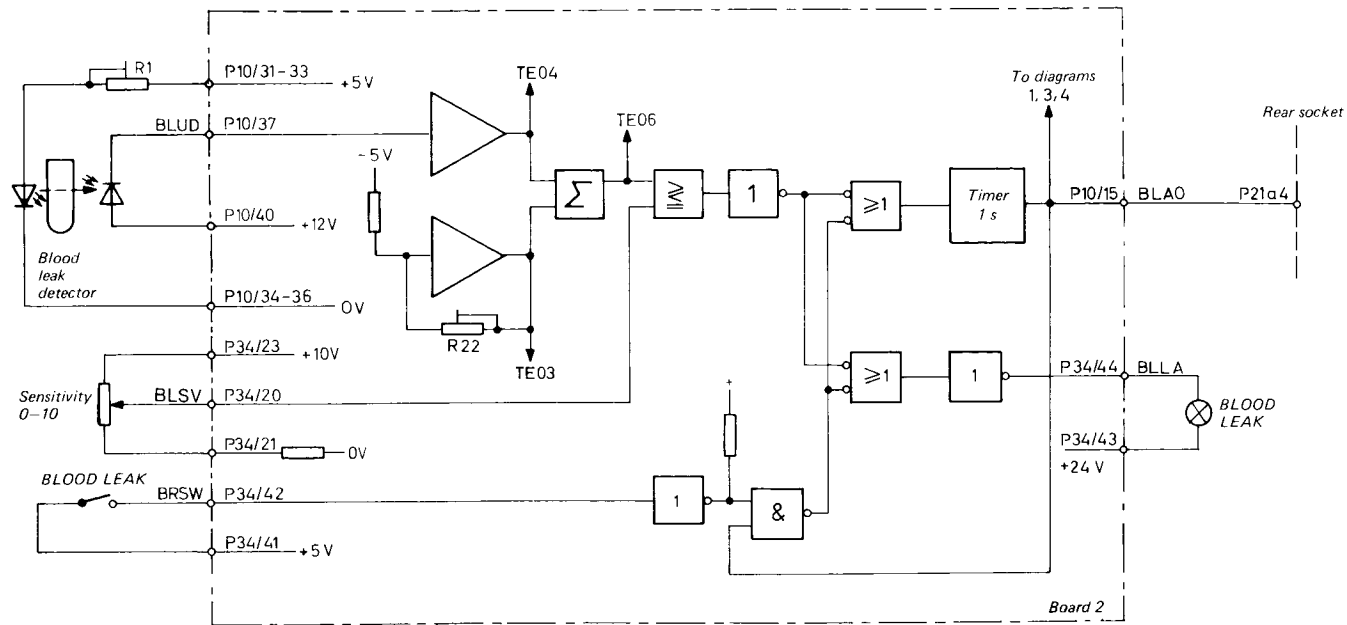 R1
P10/31-33
+5V
BLUD
P10/37
P10/40
+12V
Blood
leak
detector
P10/34-36
0V
P34/23
+10V
Sensitivity
0-10
BLSV
P34/20
P34/21
0V
BLOOD LEAK
BRSW
P34/42
P34/41
+5V
-5V
R22
TE04
TE03
Σ
TE06
≥
1
≥1
Timer
1 s
To diagrams
1, 3, 4
P10/15
BLAO
P21a4
Rear socket
≥1
1
P34/44
BLLA
BLOOD
LEAK
P34/43
+24V
+
1
&
Board 2